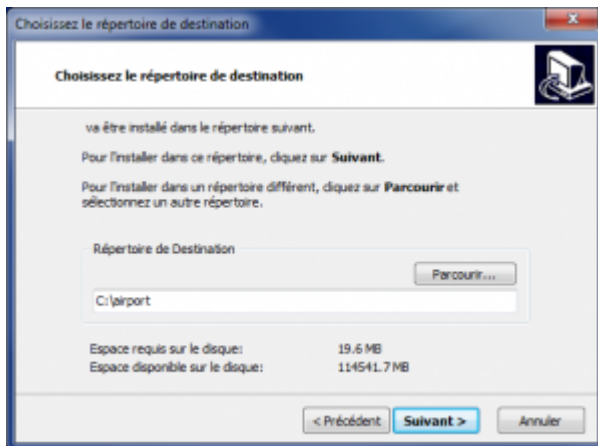 Choisissez le répertoire de destination
Choisissez le répertoire de destination
va être installé dans le répertoire suivant.
Pour l'installer dans ce répertoire, cliquez sur Suivant.
Pour l'installer dans un répertoire différent, cliquez sur Parcourir et
sélectionnez un autre répertoire.
Répertoire de Destination
Parcourir...
C:\airport
Espace requis sur le disque: 19.6 MB
Espace disponible sur le disque: 114541.7 MB
< Précédent Suivant > Annuler